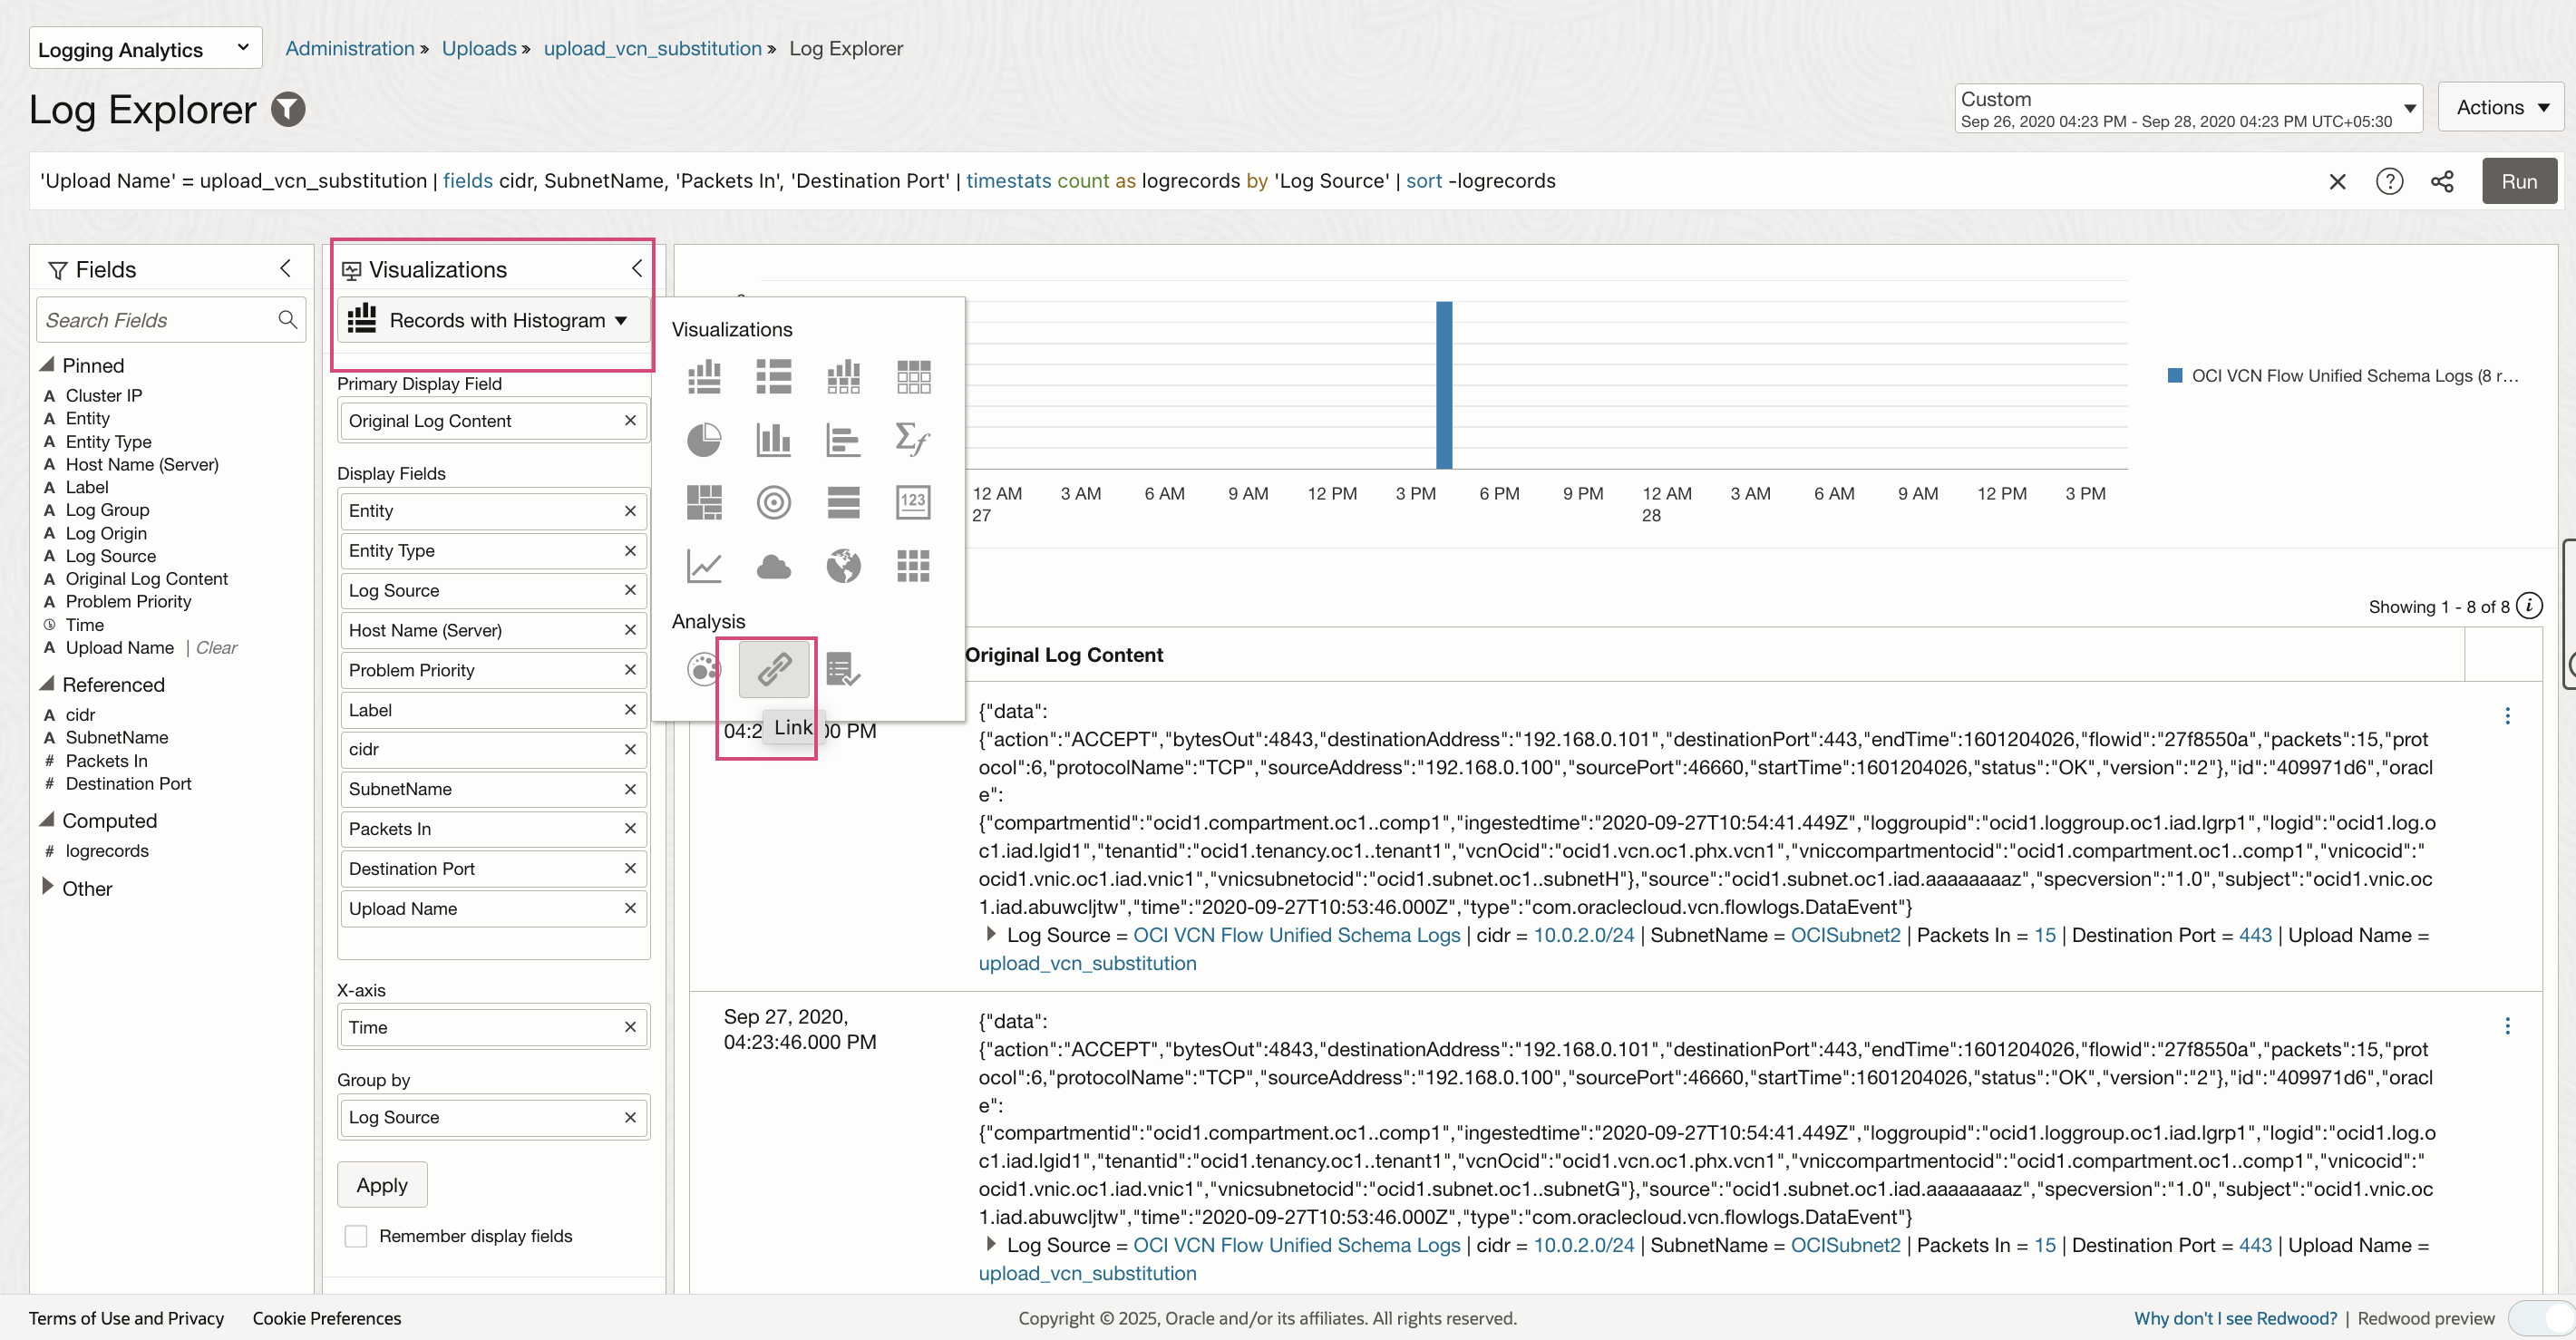 Logging Analytics
Administration » Uploads » upload_vcn_substitution » Log Explorer
Log Explorer
Custom
Sep 26, 2020 04:23 PM - Sep 28, 2020 04:23 PM UTC+05:30
Actions
'Upload Name' = upload_vcn_substitution | fields cidr, SubnetName, 'Packets In', 'Destination Port' | timestats count as logrecords by 'Log Source' | sort -logrecords
Run
Fields
Search Fields
Pinned
A Cluster IP
A Entity
A Entity Type
A Host Name (Server)
A Label
A Log Group
A Log Origin
A Log Source
A Original Log Content
A Problem Priority
Time
A Upload Name | Clear
Referenced
A cidr
A SubnetName
# Packets In
# Destination Port
Computed
# logrecords
Other
Visualizations
Records with Histogram
Primary Display Field
Original Log Content
Display Fields
Entity
Entity Type
Log Source
Host Name (Server)
Problem Priority
Label
cidr
SubnetName
Packets In
Destination Port
Upload Name
X-axis
Time
Group by
Log Source
Apply
Remember display fields
Visualizations
123
Analysis
Link
12 AM 3 AM 6 AM 9 AM 12 PM 3 PM 6 PM 9 PM 12 AM 3 AM 6 AM 9 AM 12 PM 3 PM
27 28
OCI VCN Flow Unified Schema Logs (8 r...
Showing 1 - 8 of 8
Original Log Content
04:2 00 PM
{"data":
{"action":"ACCEPT","bytesOut":4843,"destinationAddress":"192.168.0.101","destinationPort":443,"endTime":1601204026,"flowid":"27f8550a","packets":15,"prot
ocol":6,"protocolName":"TCP","sourceAddress":"192.168.0.100","sourcePort":46660,"startTime":1601204026,"status":"OK","version":"2"},"id":"409971d6","oracl
e":
{"compartmentid":"ocid1.compartment.oc1..comp1","ingestedtime":"2020-09-27T10:54:41.449Z","loggroupid":"ocid1.loggroup.oc1.iad.lgrp1","logid":"ocid1.log.o
c1.iad.lgid1","tenantid":"ocid1.tenancy.oc1..tenant1","vcnOcid":"ocid1.vcn.oc1.phx.vcn1","vniccompartmentocid":"ocid1.compartment.oc1..comp1","vnicocid":"
ocid1.vnic.oc1.iad.vnic1","vnicsubnetocid":"ocid1.subnet.oc1..subnetH"},"source":"ocid1.subnet.oc1.iad.aaaaaaaaz","specversion":"1.0","subject":"ocid1.vnic.oc
1.iad.abuwcljtw","time":"2020-09-27T10:53:46.000Z","type":"com.oraclecloud.vcn.flowlogs.DataEvent"}
Log Source = OCI VCN Flow Unified Schema Logs | cidr = 10.0.2.0/24 | SubnetName = OCISubnet2 | Packets In = 15 | Destination Port = 443 | Upload Name =
upload_vcn_substitution
Sep 27, 2020,
04:23:46.000 PM
{"data":
{"action":"ACCEPT","bytesOut":4843,"destinationAddress":"192.168.0.101","destinationPort":443,"endTime":1601204026,"flowid":"27f8550a","packets":15,"prot
ocol":6,"protocolName":"TCP","sourceAddress":"192.168.0.100","sourcePort":46660,"startTime":1601204026,"status":"OK","version":"2"},"id":"409971d6","oracl
e":
{"compartmentid":"ocid1.compartment.oc1..comp1","ingestedtime":"2020-09-27T10:54:41.449Z","loggroupid":"ocid1.loggroup.oc1.iad.lgrp1","logid":"ocid1.log.o
c1.iad.lgid1","tenantid":"ocid1.tenancy.oc1..tenant1","vcnOcid":"ocid1.vcn.oc1.phx.vcn1","vniccompartmentocid":"ocid1.compartment.oc1..comp1","vnicocid":"
ocid1.vnic.oc1.iad.vnic1","vnicsubnetocid":"ocid1.subnet.oc1..subnetG"},"source":"ocid1.subnet.oc1.iad.aaaaaaaaz","specversion":"1.0","subject":"ocid1.vnic.oc
1.iad.abuwcljtw","time":"2020-09-27T10:53:46.000Z","type":"com.oraclecloud.vcn.flowlogs.DataEvent"}
Log Source = OCI VCN Flow Unified Schema Logs | cidr = 10.0.2.0/24 | SubnetName = OCISubnet2 | Packets In = 15 | Destination Port = 443 | Upload Name =
upload_vcn_substitution
Terms of Use and Privacy Cookie Preferences
Copyright © 2025, Oracle and/or its affiliates. All rights reserved.
Why don't I see Redwood? | Redwood preview